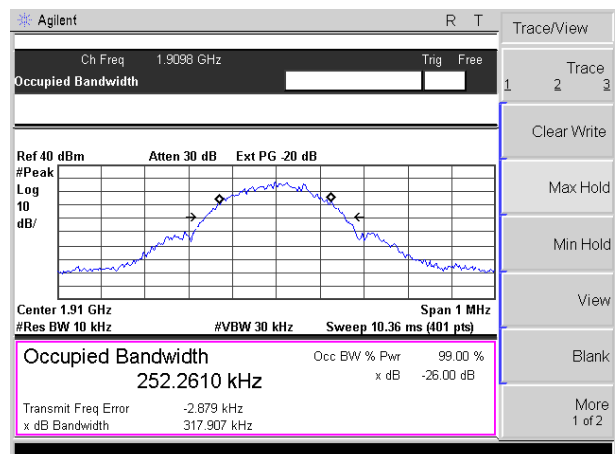 Agilent R T
Ch Freq 1.9098 GHz Trig Free
Occupied Bandwidth
Ref 40 dBm Atten 30 dB Ext PG -20 dB
#Peak
Log
10
dB/
Center 1.91 GHz Span 1 MHz
#Res BW 10 kHz #VBW 30 kHz Sweep 10.36 ms (401 pts)
Occupied Bandwidth Occ BW % Pwr 99.00 %
252.2610 kHz x dB -26.00 dB
Transmit Freq Error -2.879 kHz
x dB Bandwidth 317.907 kHz
Trace/View
Trace
1 2 3
Clear Write
Max Hold
Min Hold
View
Blank
More
1 of 2